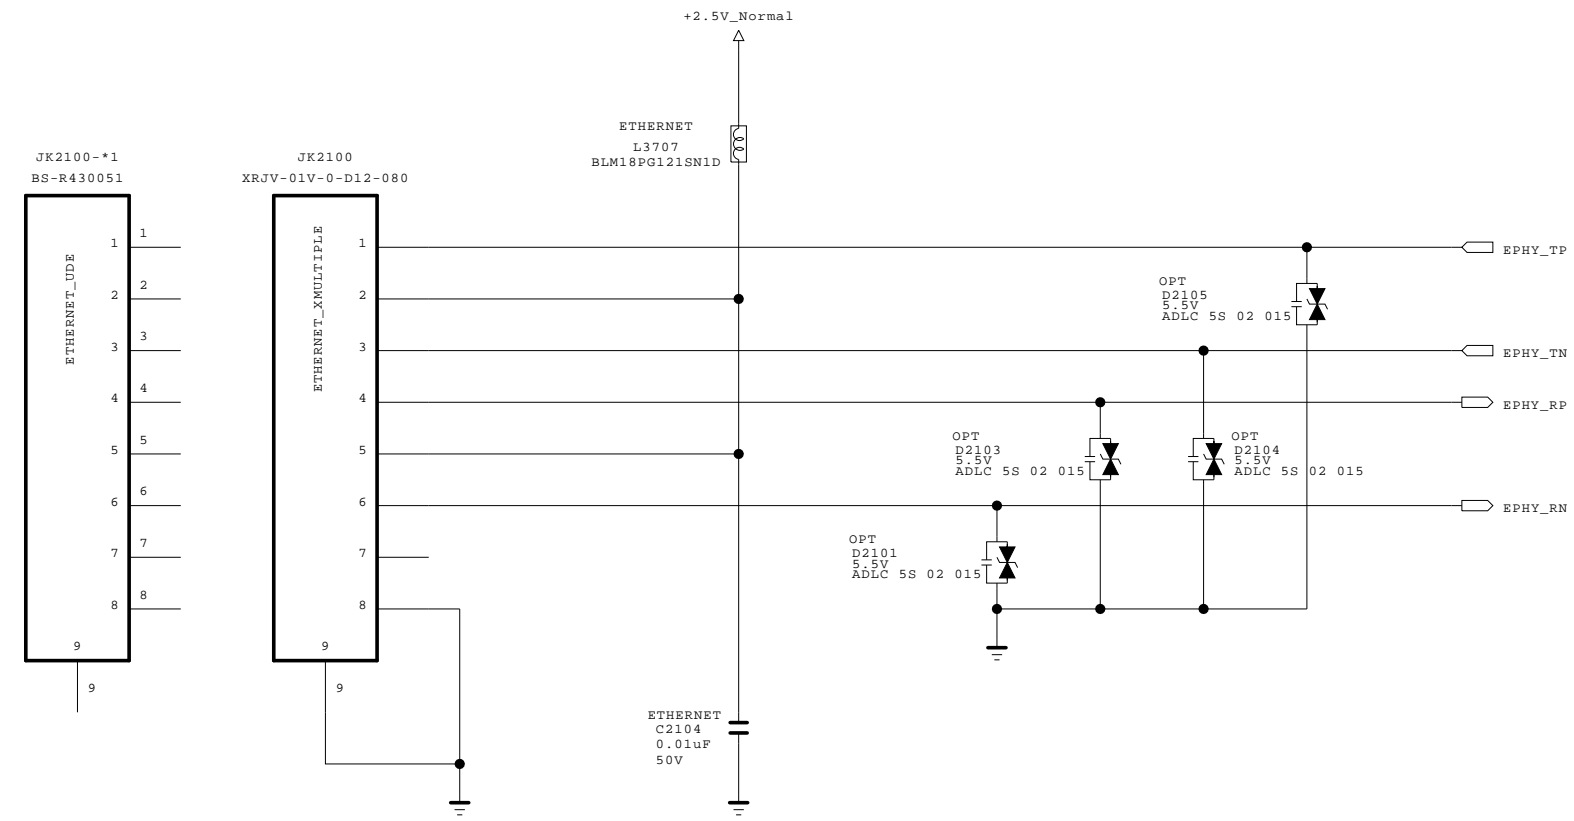 +2.5V_Normal
ETHERNET
L3707
BLM18PG121SN1D
JK2100-*1
BS-R430051
ETHERNET_UDE
1
1
2
2
3
3
4
4
5
5
6
6
7
7
8
8
9
9
JK2100
XRJV-01V-0-D12-080
ETHERNET_XMULTIPLE
1
2
3
4
5
6
7
8
9
9
EPHY_TP
OPT
D2105
5.5V
ADLC 5S 02 015
EPHY_TN
EPHY_RP
OPT
D2103
5.5V
ADLC 5S 02 015
OPT
D2104
5.5V
ADLC 5S 02 015
EPHY_RN
OPT
D2101
5.5V
ADLC 5S 02 015
ETHERNET
C2104
0.01uF
50V